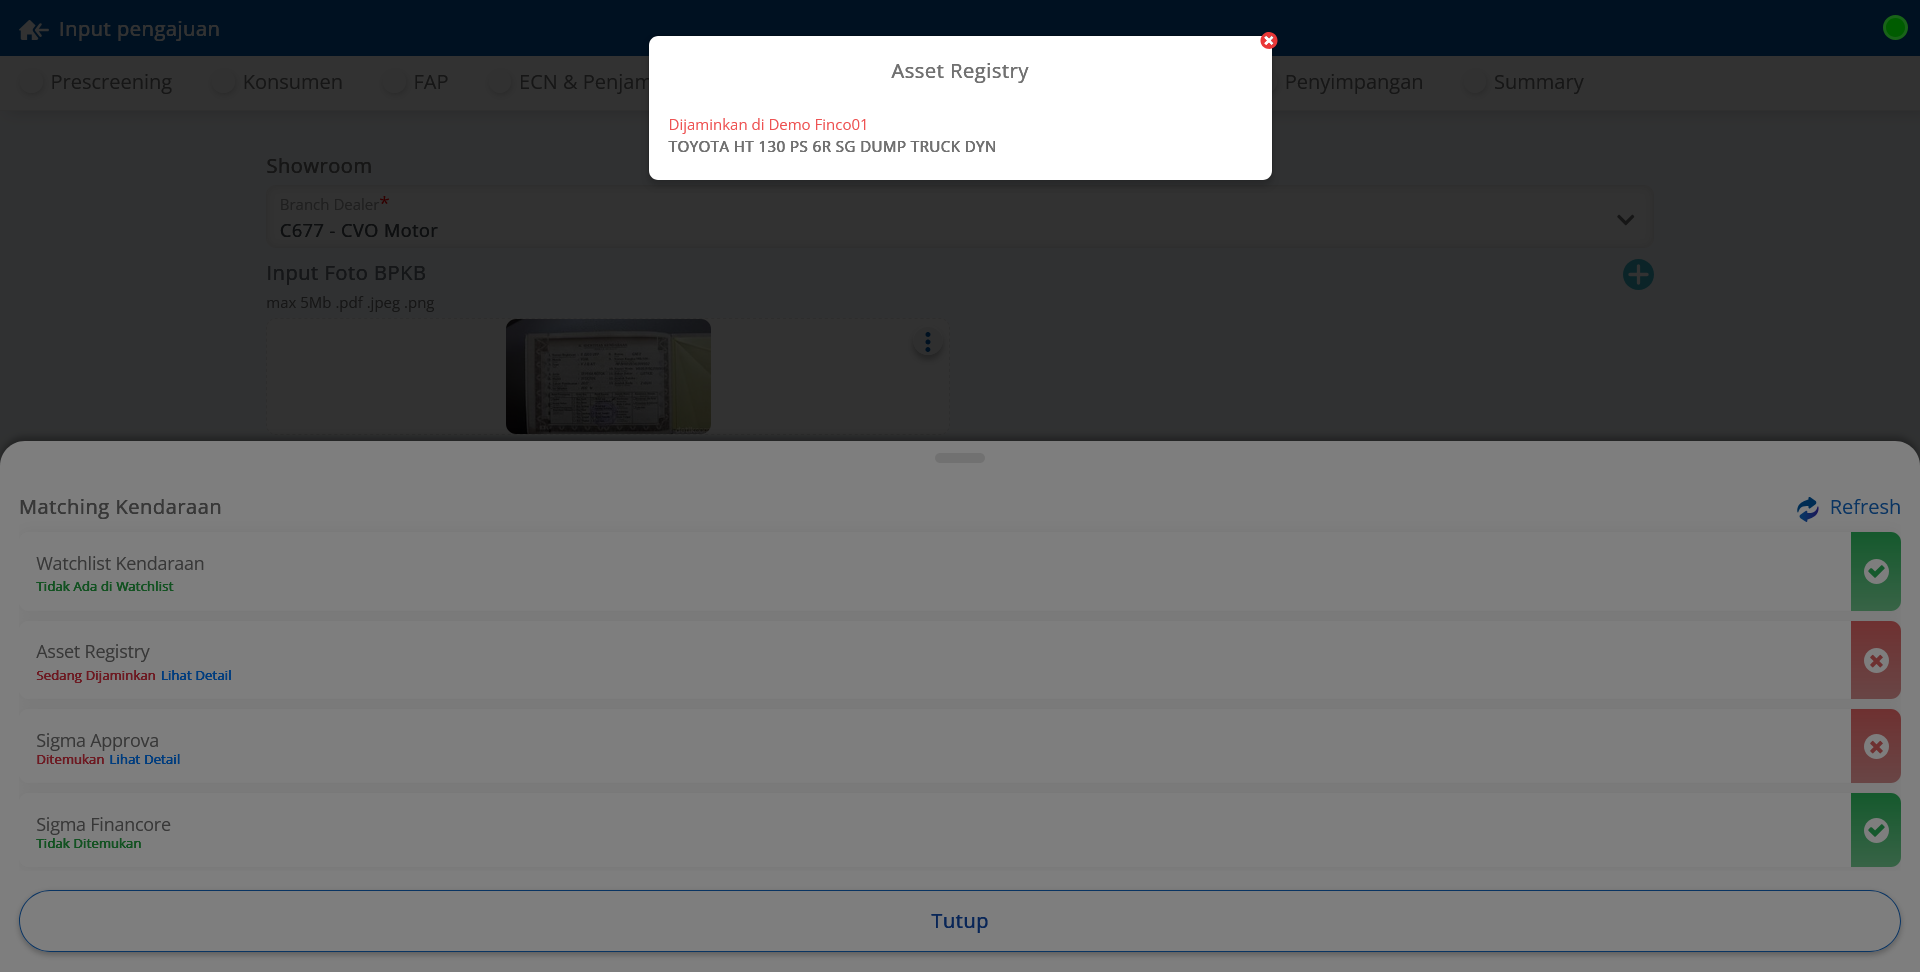 Input pengajuan
Prescreening
Konsumen
FAP
ECN & Penjam
Penyimpangan
Summary
Asset Registry
Dijaminkan di Demo Finco01
TOYOTA HT 130 PS 6R SG DUMP TRUCK DYN
Showroom
Branch Dealer*
C677 - CVO Motor
Input Foto BPKB
max 5Mb .pdf .jpeg .png
Matching Kendaraan
Refresh
Watchlist Kendaraan
Tidak Ada di Watchlist
Asset Registry
Sedang Dijaminkan Lihat Detail
Sigma Approva
Ditemukan Lihat Detail
Sigma Financore
Tidak Ditemukan
Tutup